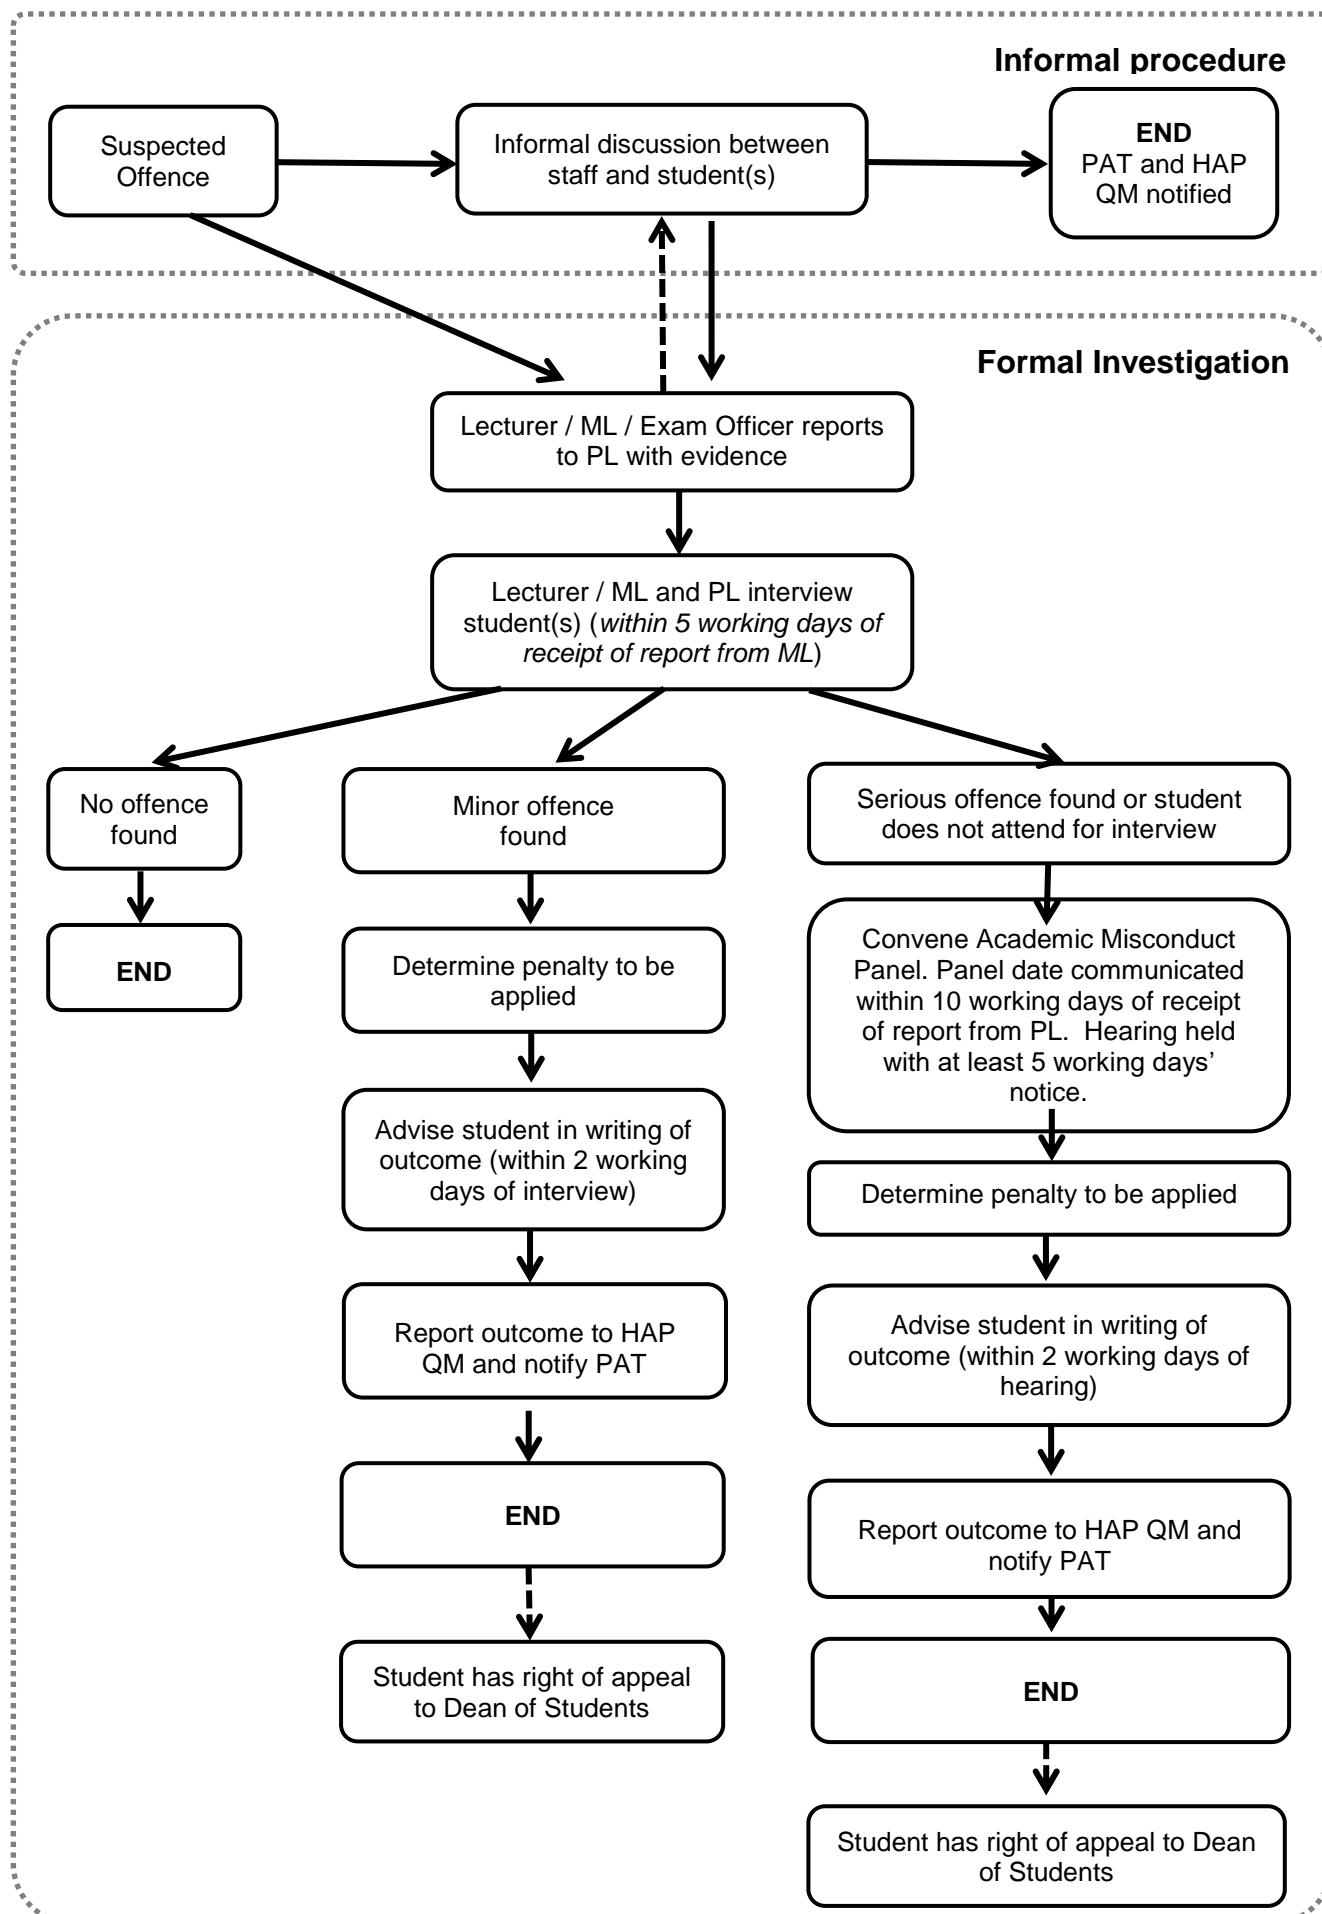 Informal procedure
Suspected
Offence
Informal discussion between
staff and student(s)
END
PAT and HAP
QM notified
Formal Investigation
Lecturer / ML / Exam Officer reports
to PL with evidence
Lecturer / ML and PL interview
student(s) (within 5 working days of
receipt of report from ML)
No offence
found
END
Minor offence
found
Determine penalty to be
applied
Advise student in writing of
outcome (within 2 working
days of interview)
Report outcome to HAP
QM and notify PAT
END
Student has right of appeal
to Dean of Students
Serious offence found or student
does not attend for interview
Convene Academic Misconduct
Panel. Panel date communicated
within 10 working days of receipt
of report from PL.  Hearing held
with at least 5 working days’
notice.
Determine penalty to be applied
Advise student in writing of
outcome (within 2 working days of
hearing)
Report outcome to HAP QM and
notify PAT
END
Student has right of appeal to Dean
of Students